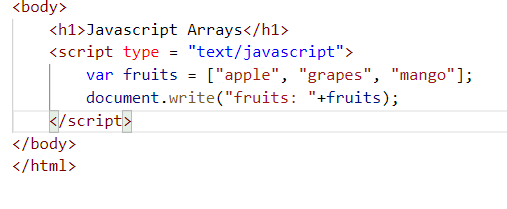 <body>
<h1>Javascript Arrays</h1>
<script type = "text/javascript">
var fruits = ["apple", "grapes", "mango"];
document.write("fruits: "+fruits);
</script>
</body>
</html>